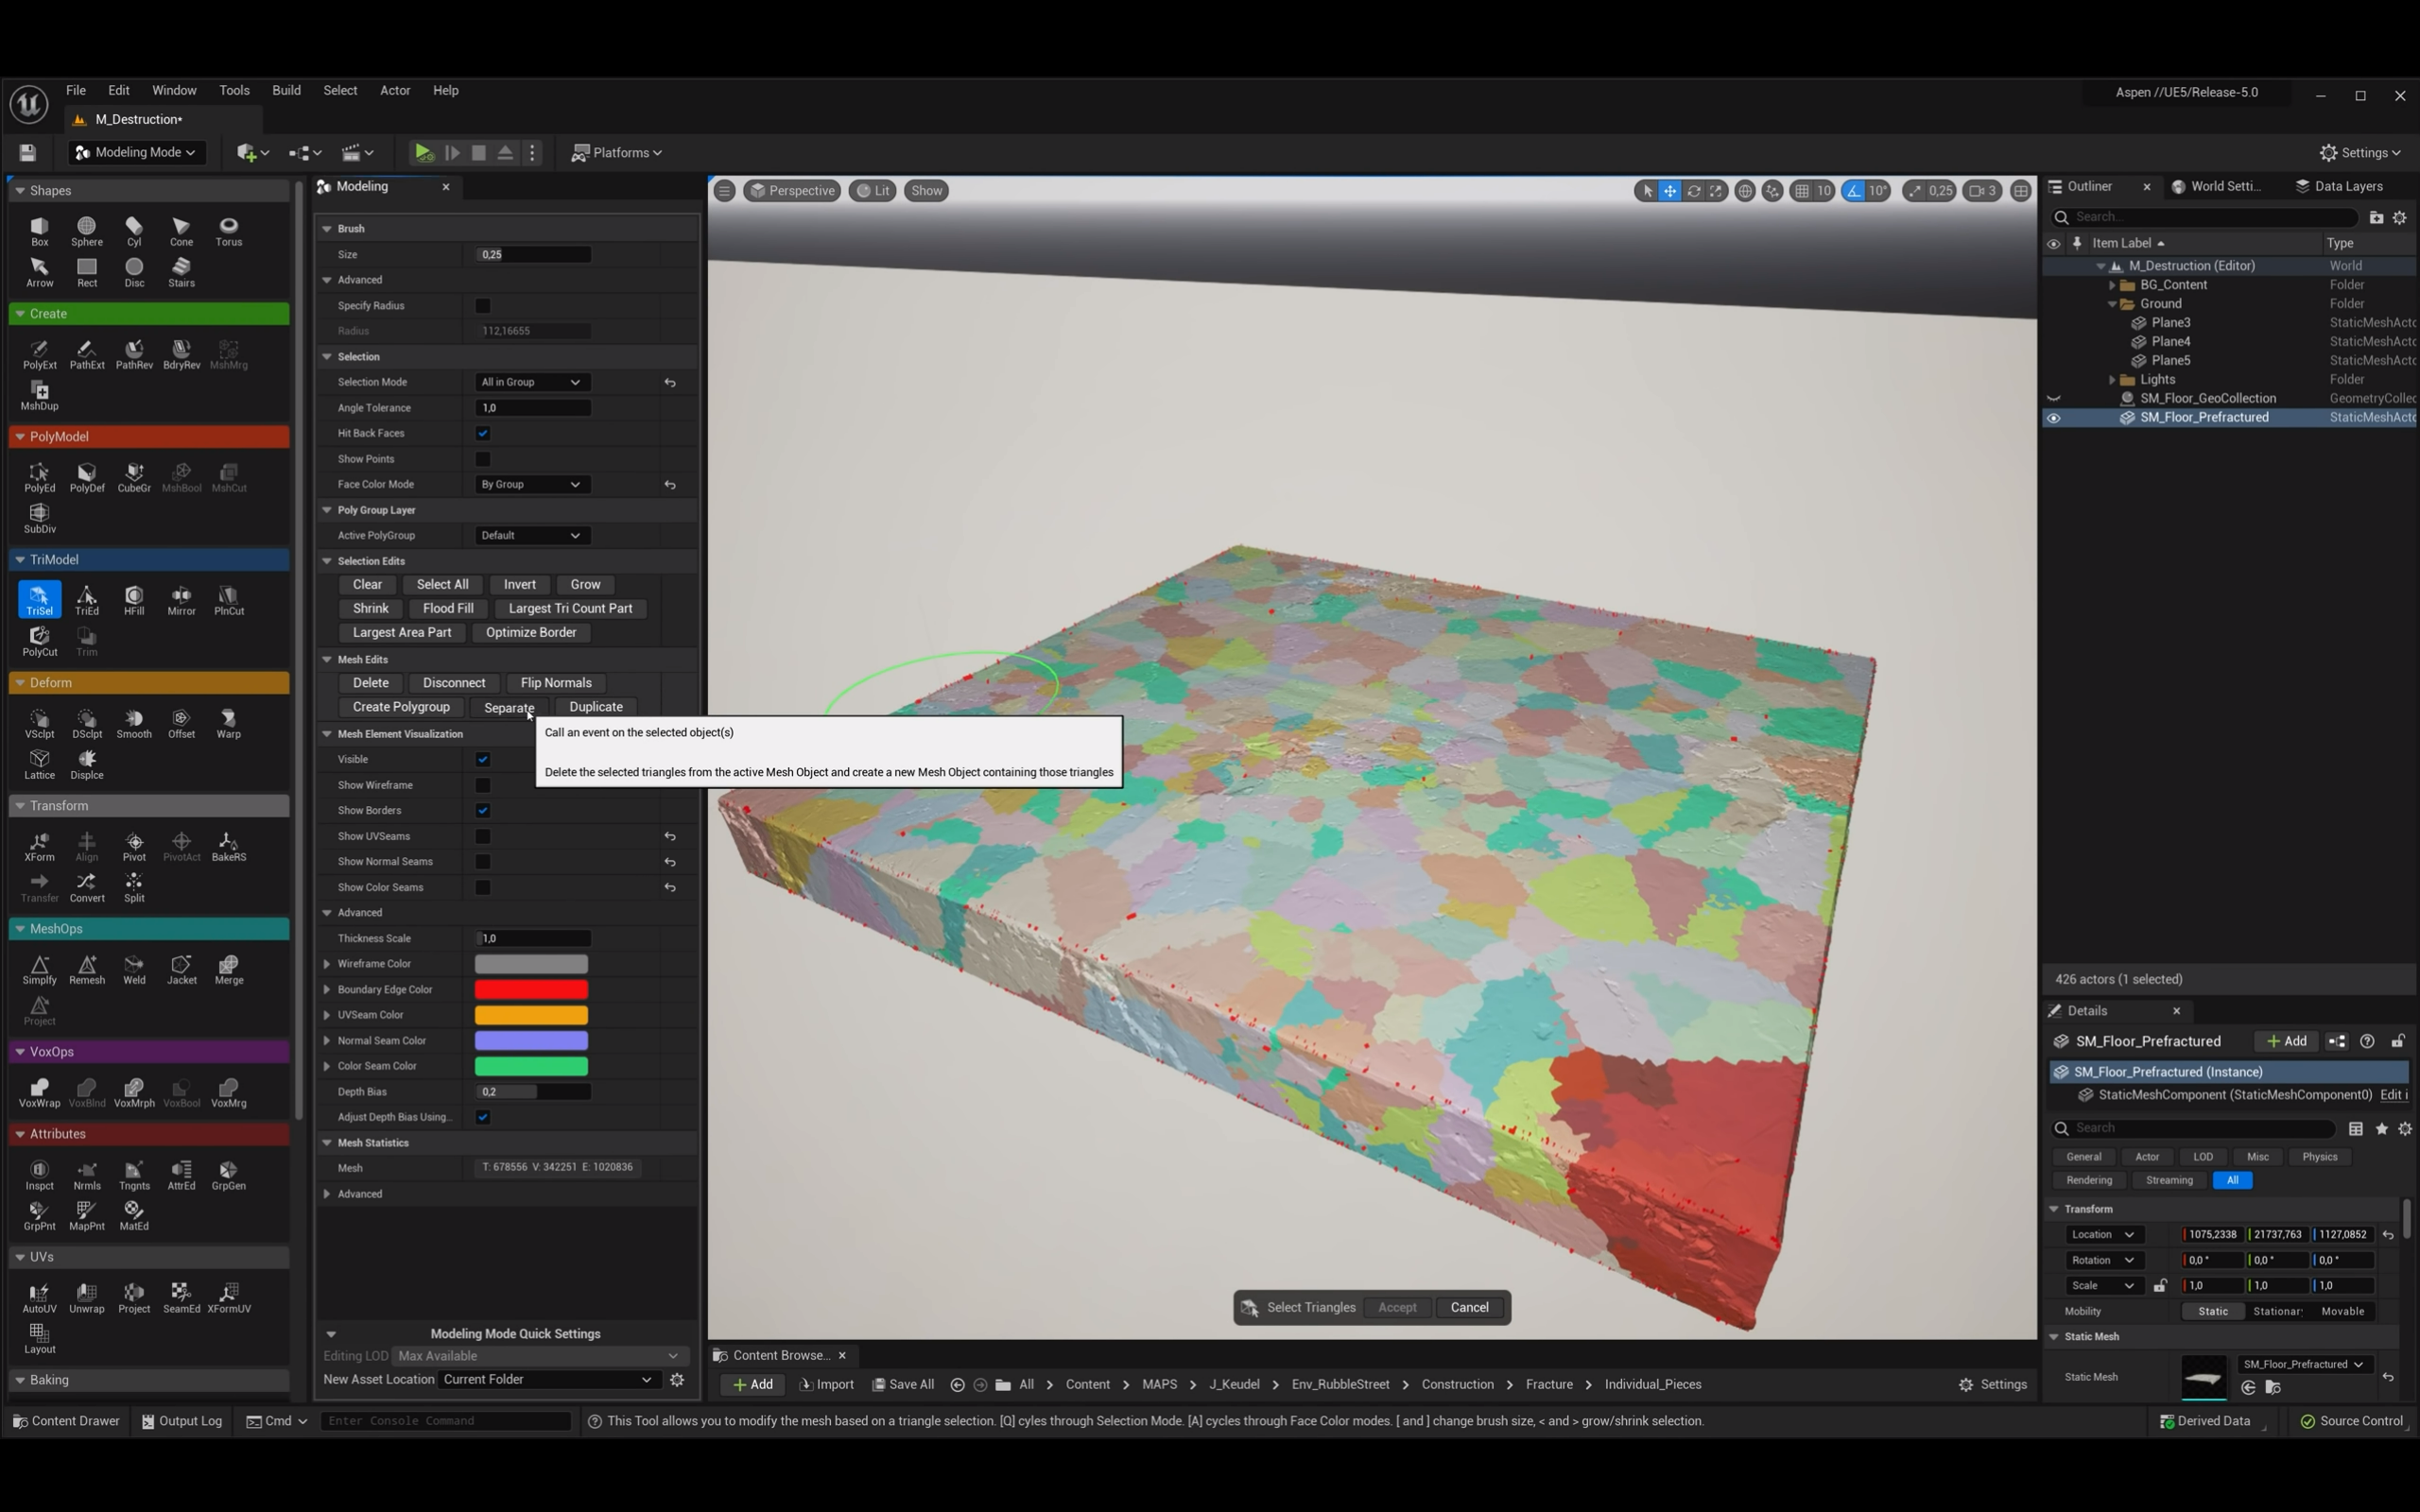 File Edit Window Tools Build Select Actor Help
Aspen //UE5/Release-5.0
M_Destruction*
Modeling Mode
Platforms
Settings
Shapes
Box Sphere Cyl Cone Torus
Arrow Rect Disc Stairs
Create
PolyExt PathExt PathRev BdryRev MshMrg
MshDup
PolyModel
PolyEd PolyDef CubeGr MshBool MshCut
SubDiv
TriModel
TriSel TriEd HFill Mirror PlnCut
PolyCut Trim
Deform
VSclpt DSclpt Smooth Offset Warp
Lattice Displce
Transform
XForm Align Pivot PivotAct BakeRS
Transfer Convert Split
MeshOps
Simplfy Remesh Weld Jacket Merge
Project
VoxOps
VoxWrap VoxBlnd VoxMrph VoxBool VoxMrg
Attributes
Inspct Nrmls Tngnts AttrEd GrpGen
GrpPnt MapPnt MatEd
UVs
AutoUV Unwrap Project SeamEd XFormUV
Layout
Baking
Modeling
Brush
Size 0,25
Advanced
Specify Radius
Radius 112,16655
Selection
Selection Mode All in Group
Angle Tolerance 1,0
Hit Back Faces
Show Points
Face Color Mode By Group
Poly Group Layer
Active PolyGroup Default
Selection Edits
Clear Select All Invert Grow
Shrink Flood Fill Largest Tri Count Part
Largest Area Part Optimize Border
Mesh Edits
Delete Disconnect Flip Normals
Create Polygroup Separate Duplicate
Mesh Element Visualization
Visible
Show Wireframe
Show Borders
Show UVSeams
Show Normal Seams
Show Color Seams
Advanced
Thickness Scale 1,0
Wireframe Color
Boundary Edge Color
UVSeam Color
Normal Seam Color
Color Seam Color
Depth Bias 0,2
Adjust Depth Bias Using...
Mesh Statistics
Mesh T: 678556 V: 342251 E: 1020836
Advanced
Modeling Mode Quick Settings
Editing LOD Max Available
New Asset Location Current Folder
Call an event on the selected object(s)
Delete the selected triangles from the active Mesh Object and create a new Mesh Object containing those triangles
Perspective Lit Show
10 10° 0,25 3
Select Triangles Accept Cancel
Content Browse...
Add Import Save All All > Content > MAPS > J_Keudel > Env_RubbleStreet > Construction > Fracture > Individual_Pieces
Settings
Outliner World Setti... Data Layers
Search...
Item Label Type
M_Destruction (Editor) World
BG_Content Folder
Ground Folder
Plane3 StaticMeshActo
Plane4 StaticMeshActo
Plane5 StaticMeshActo
Lights Folder
SM_Floor_GeoCollection GeometryCollec
SM_Floor_Prefractured StaticMeshActo
426 actors (1 selected)
Details
SM_Floor_Prefractured Add
SM_Floor_Prefractured (Instance)
StaticMeshComponent (StaticMeshComponent0) Edit i
Search
General Actor LOD Misc Physics
Rendering Streaming All
Transform
Location 1075,2338 21737,763 1127,0852
Rotation 0,0 ° 0,0 ° 0,0 °
Scale 1,0 1,0 1,0
Mobility Static Stationar Movable
Static Mesh
Static Mesh SM_Floor_Prefractured
Content Drawer Output Log Cmd Enter Console Command
This Tool allows you to modify the mesh based on a triangle selection. [Q] cyles through Selection Mode. [A] cycles through Face Color modes. [ and ] change brush size, < and > grow/shrink selection.
Derived Data Source Control